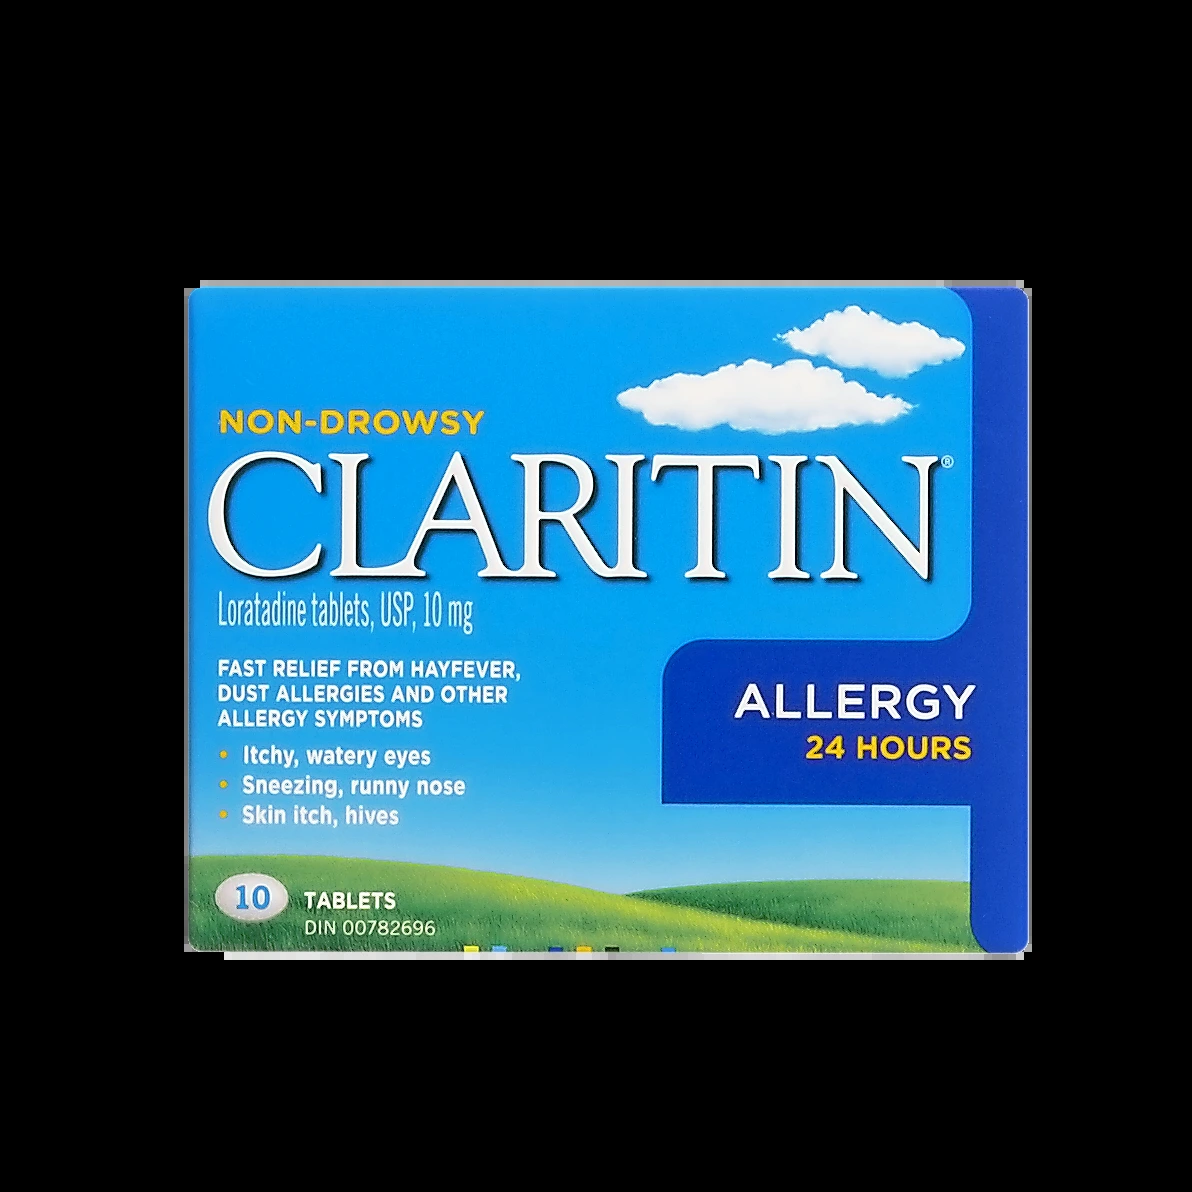 NON-DROWSY
CLARITIN®
Loratadine tablets, USP, 10 mg
FAST RELIEF FROM HAYFEVER,
DUST ALLERGIES AND OTHER
ALLERGY SYMPTOMS
• Itchy, watery eyes
• Sneezing, runny nose
• Skin itch, hives
ALLERGY
24 HOURS
10 TABLETS
DIN 00782696